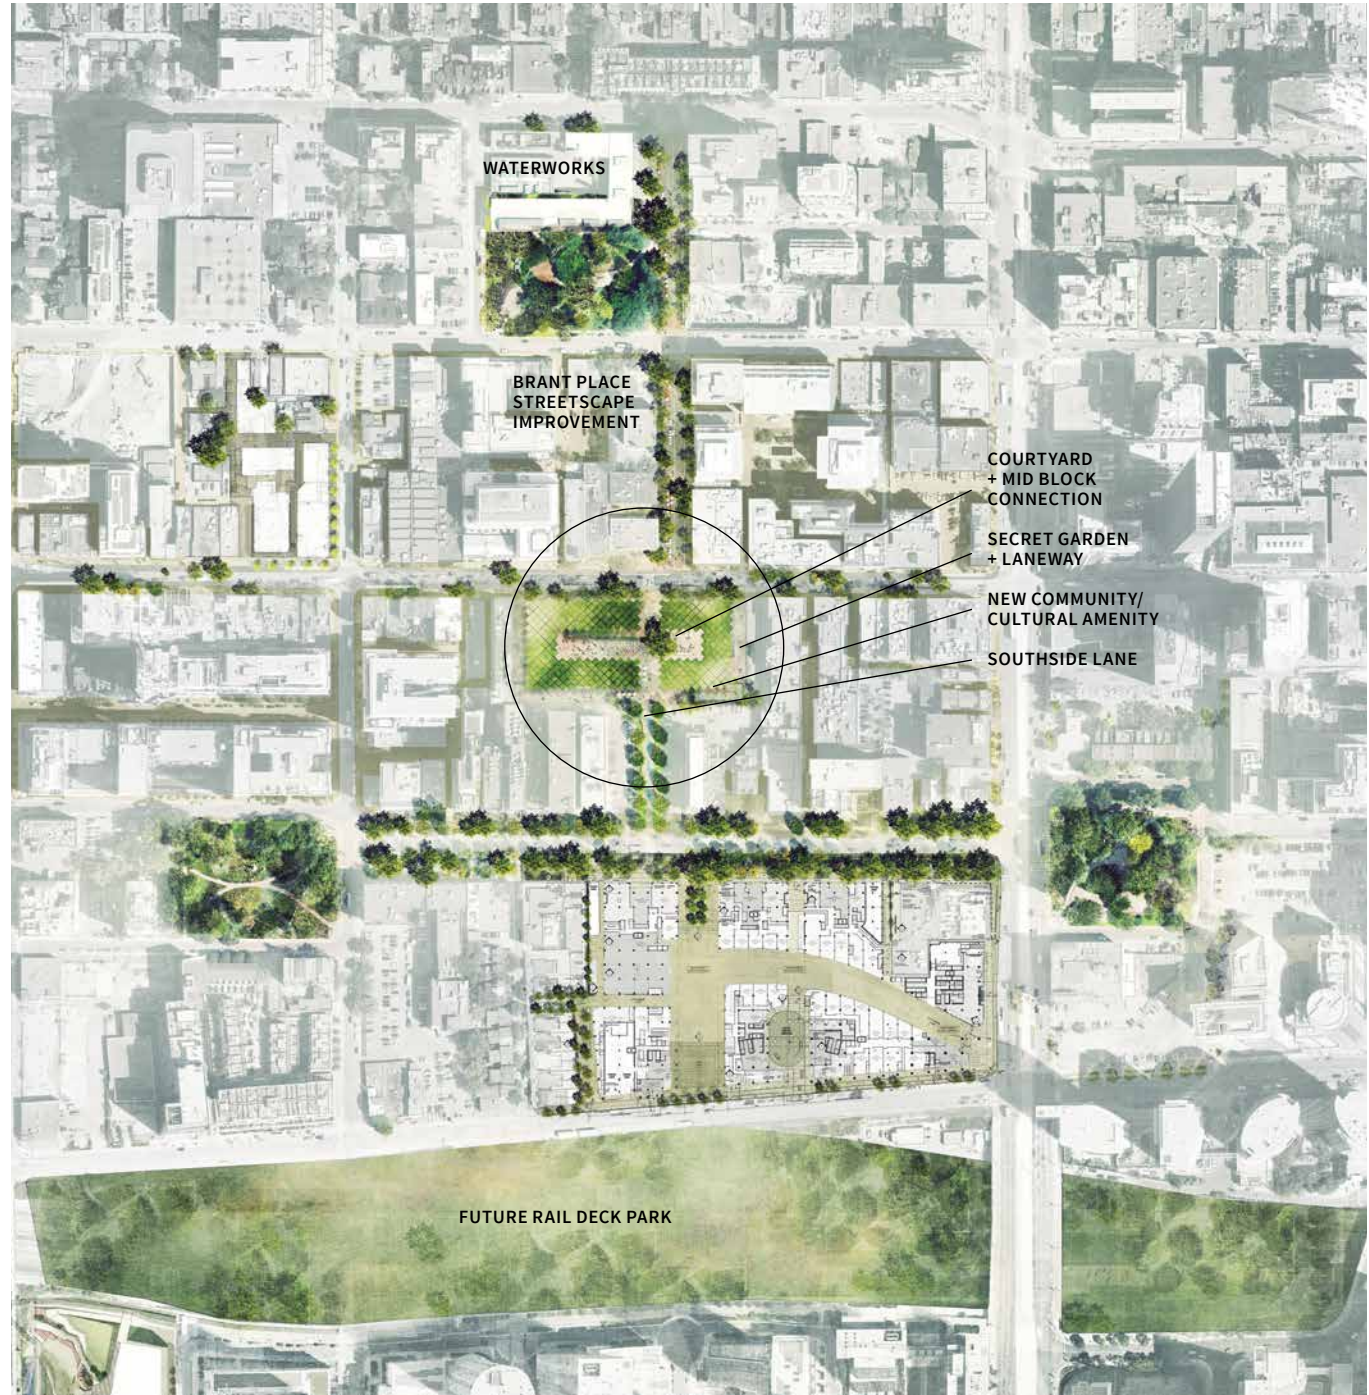 WATERWORKS
BRANT PLACE
STREETSCAPE
IMPROVEMENT
COURTYARD
+ MID BLOCK
CONNECTION
SECRET GARDEN
+ LANEWAY
NEW COMMUNITY/
CULTURAL AMENITY
SOUTHSIDE LANE
FUTURE RAIL DECK PARK